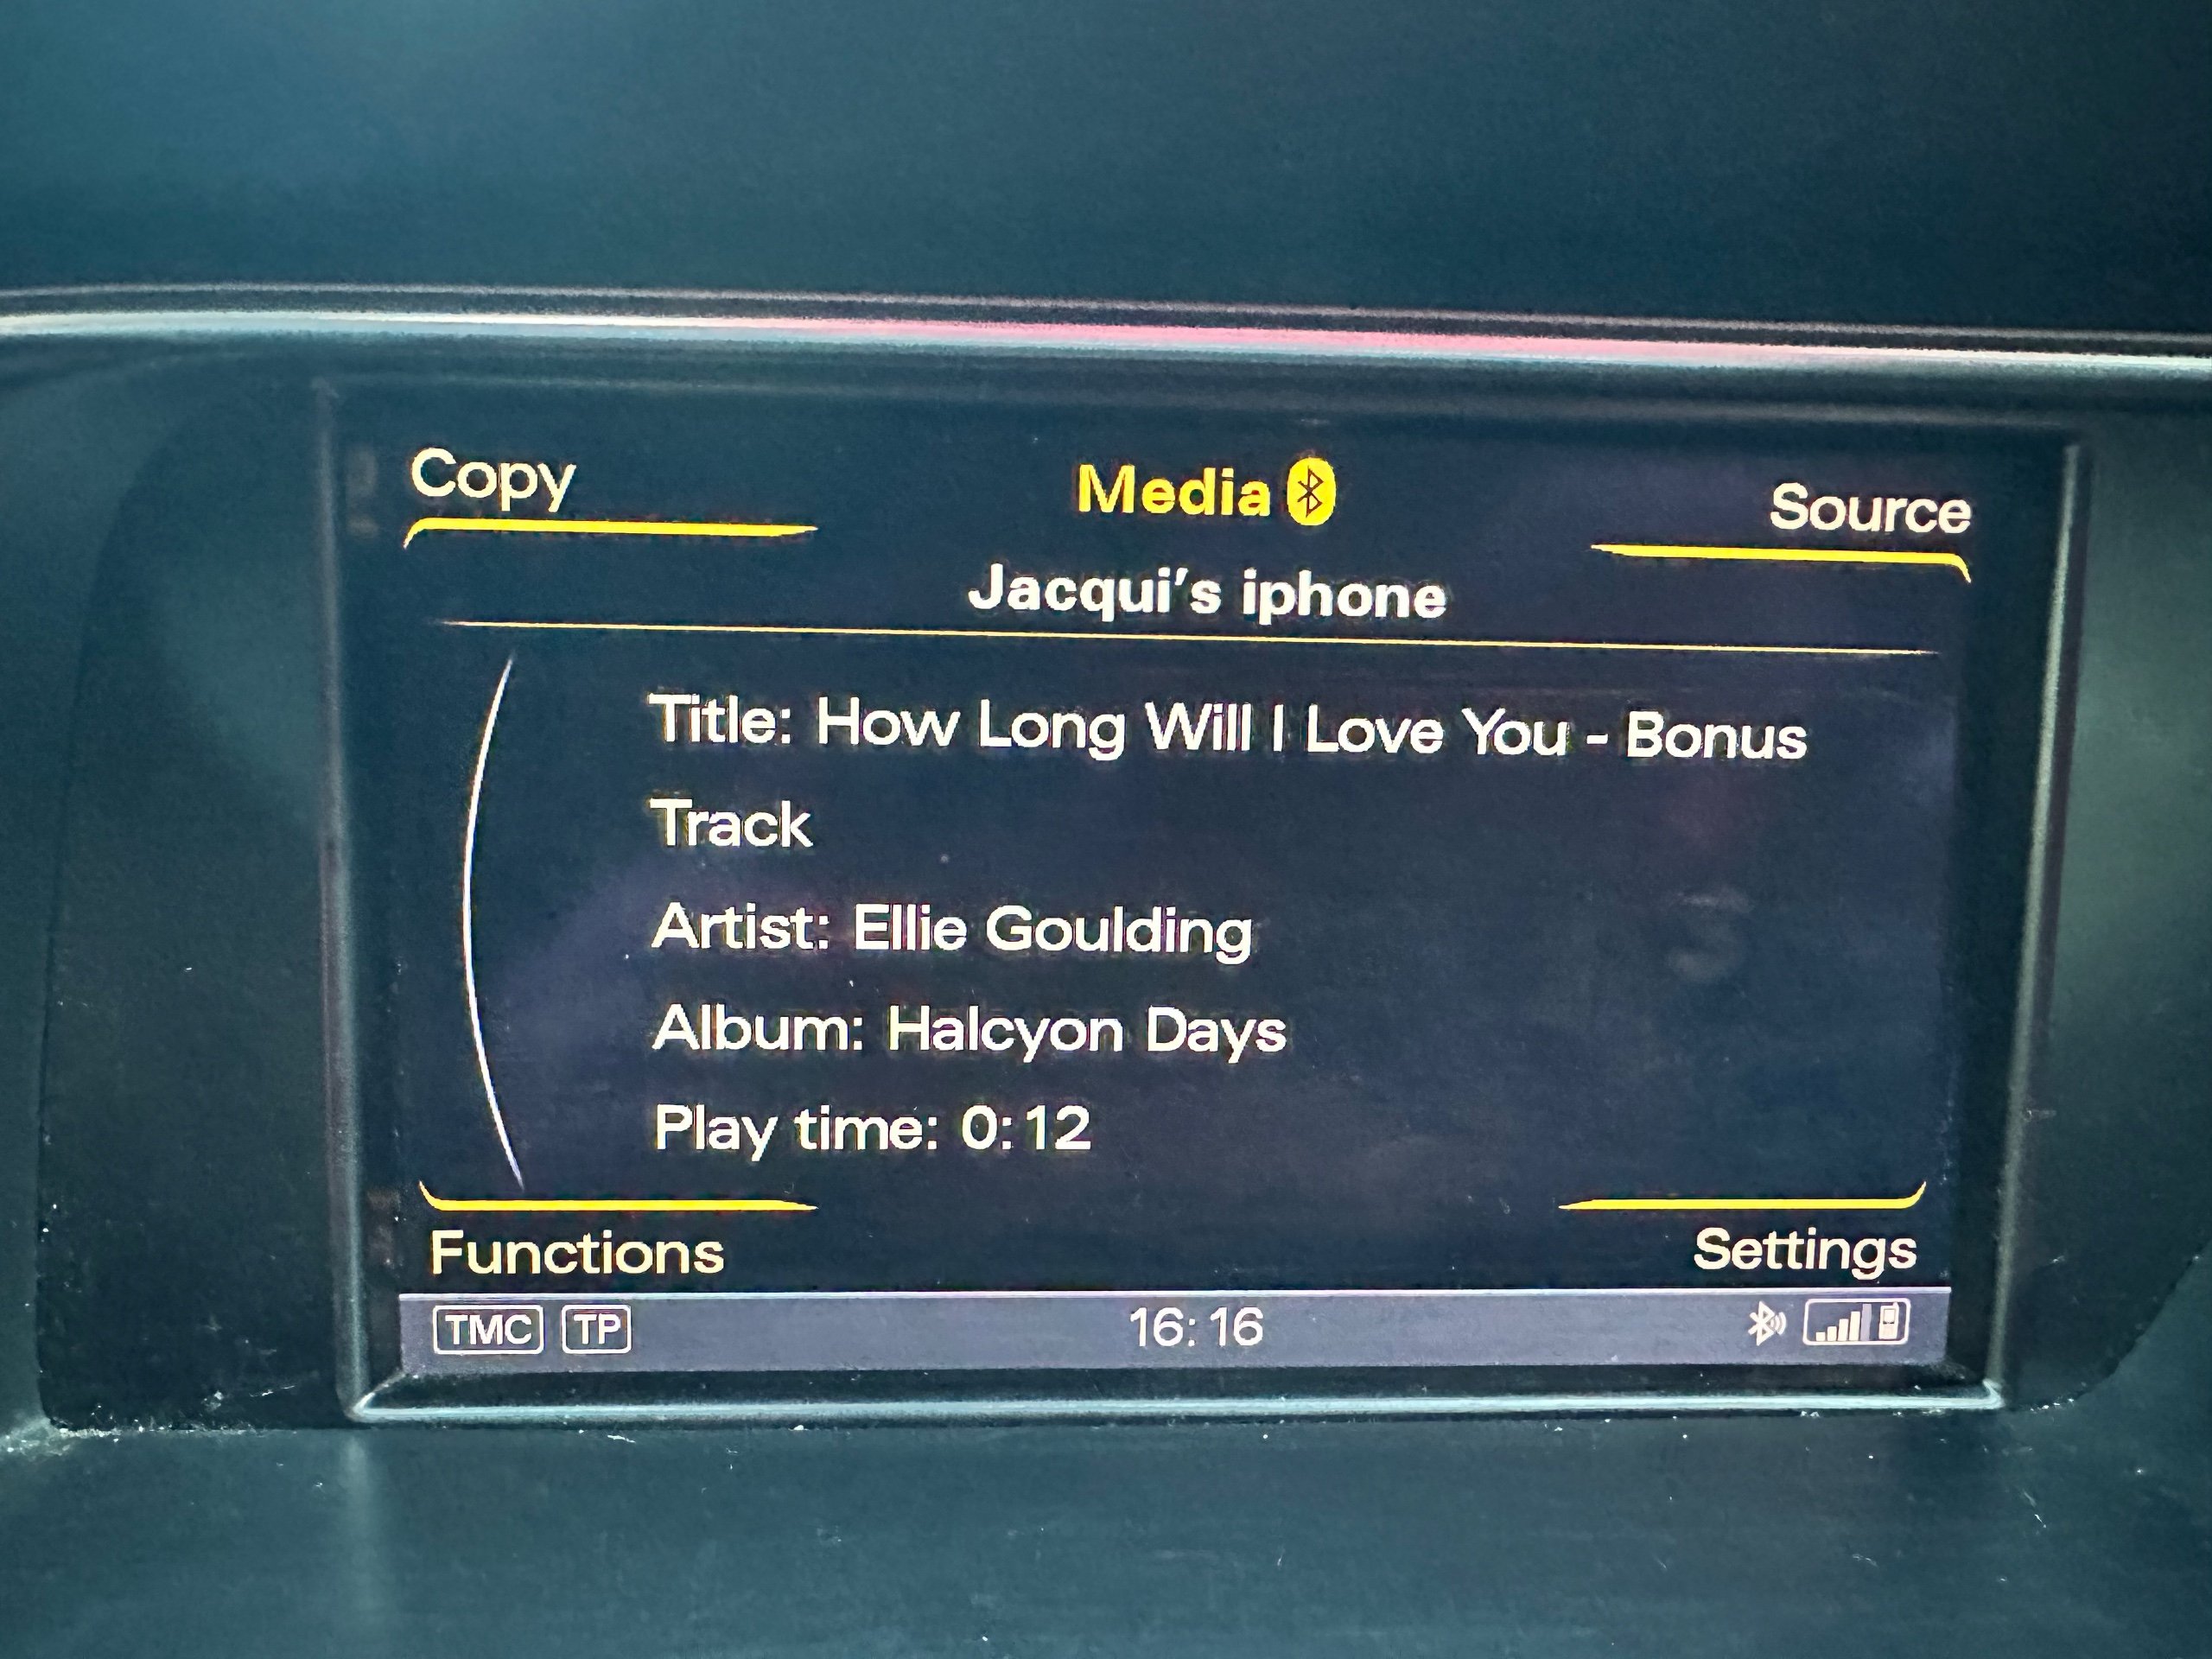 Copy
Media
Source
Jacqui's iphone
Title: How Long Will I Love You - Bonus
Track
Artist: Ellie Goulding
Album: Halcyon Days
Play time: 0:12
Functions
Settings
TMC TP 16:16